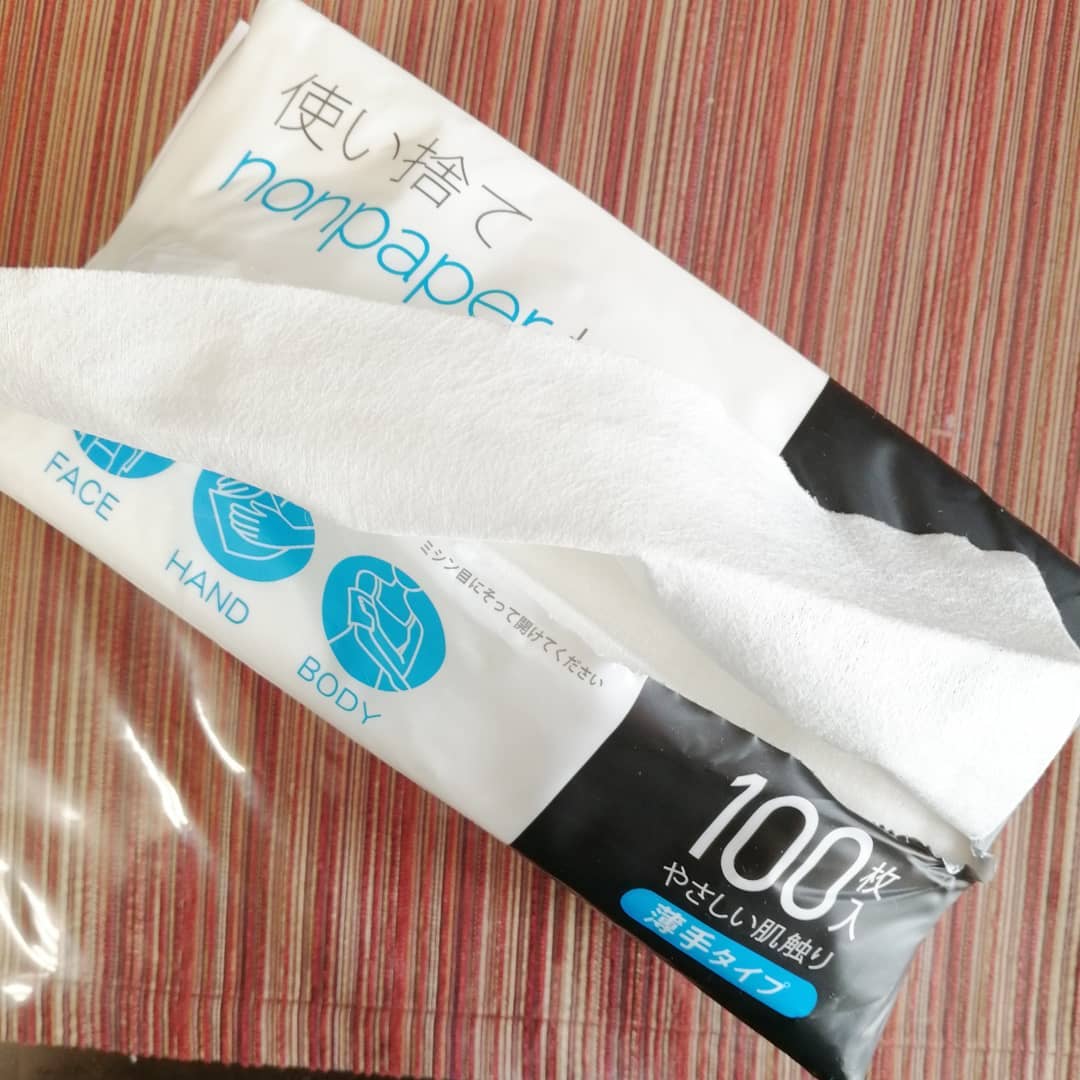 使い捨て
nonpaper
FACE
HAND
BODY
ミシン目にそって開けてください
100枚入
やさしい肌触り
薄手タイプ